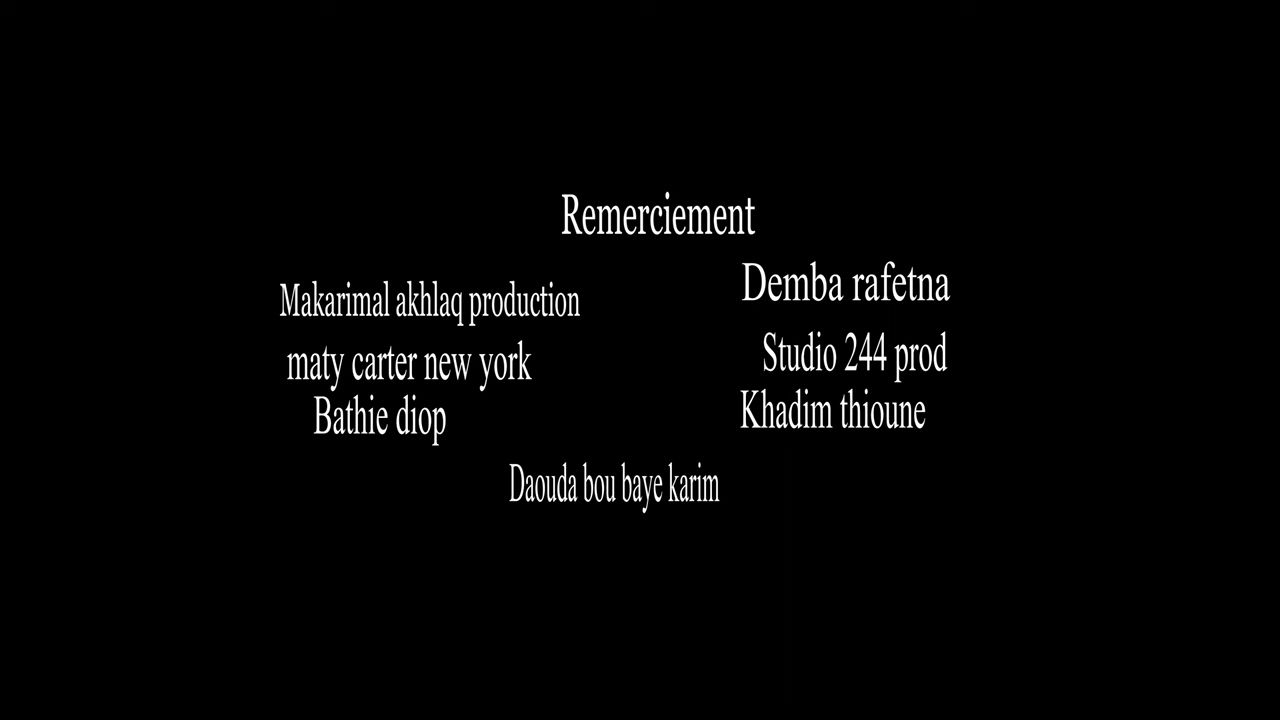 Remerciement
Makarimal akhlaq production
Demba rafetna
maty carter new york
Studio 244 prod
Bathie diop
Khadim thioune
Daouda bou baye karim